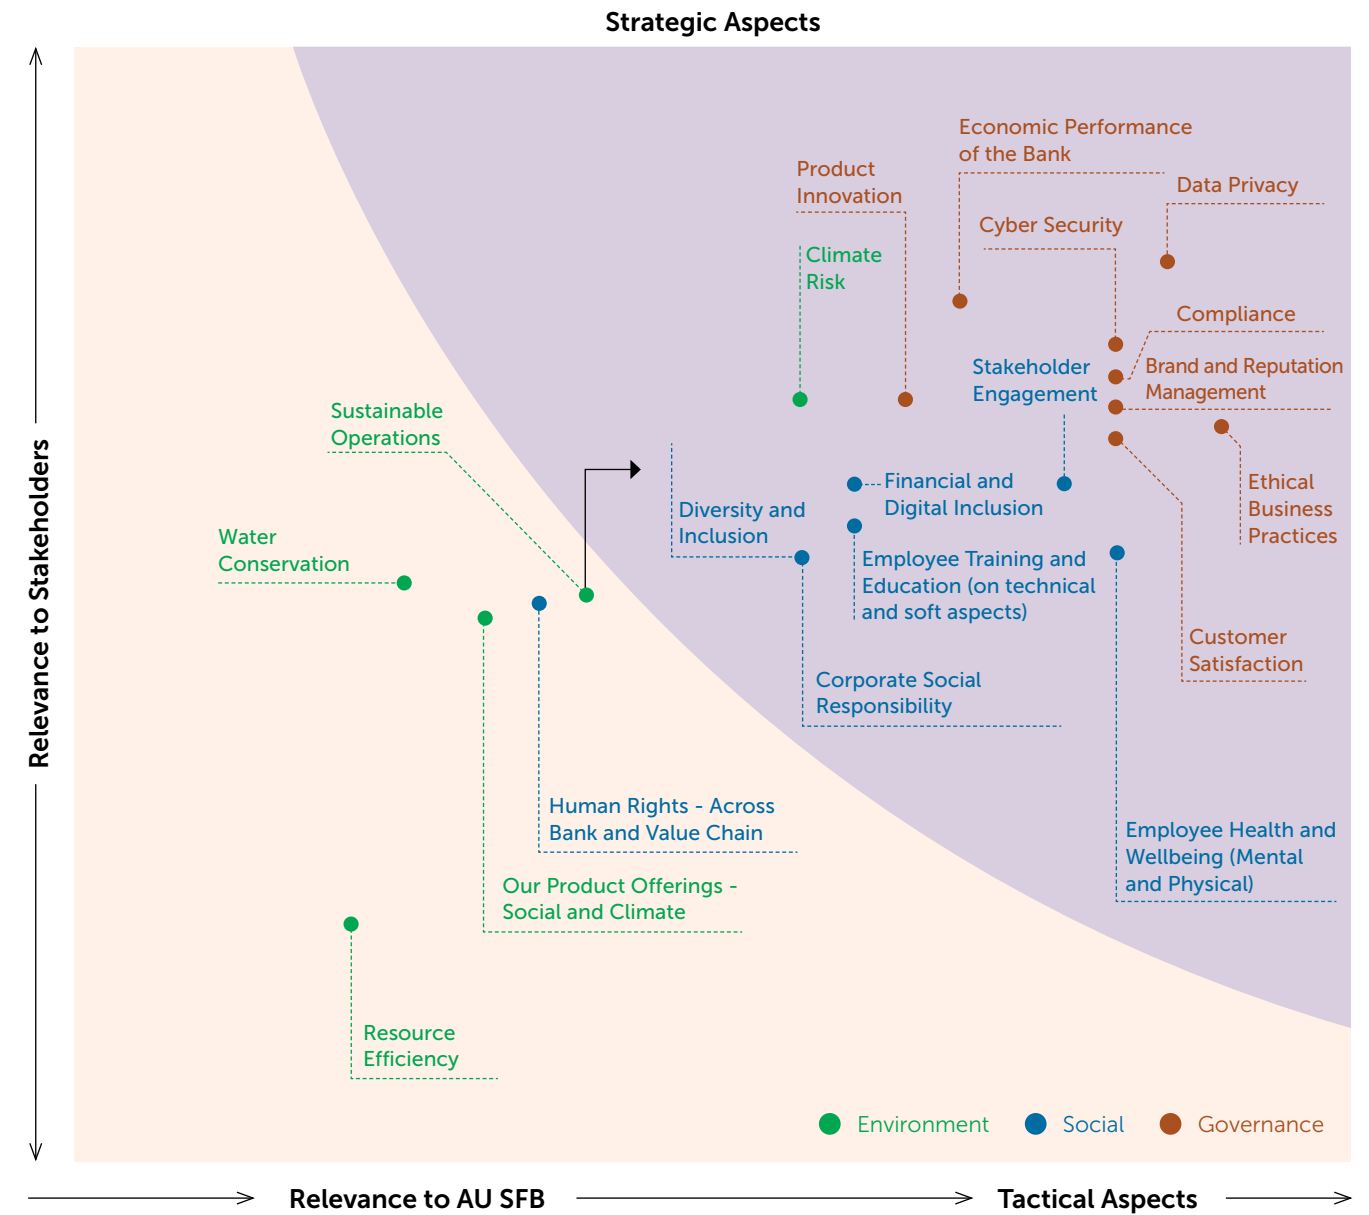 Strategic Aspects
Relevance to Stakeholders
Economic Performance
of the Bank
Product
Innovation
Data Privacy
Cyber Security
Climate
Risk
Compliance
Stakeholder
Engagement
Brand and Reputation
Management
Sustainable
Operations
Financial and
Digital Inclusion
Ethical
Business
Practices
Diversity and
Inclusion
Water
Conservation
Employee Training and
Education (on technical
and soft aspects)
Customer
Satisfaction
Corporate Social
Responsibility
Human Rights - Across
Bank and Value Chain
Employee Health and
Wellbeing (Mental
and Physical)
Our Product Offerings -
Social and Climate
Resource
Efficiency
Environment
Social
Governance
Relevance to AU SFB
Tactical Aspects